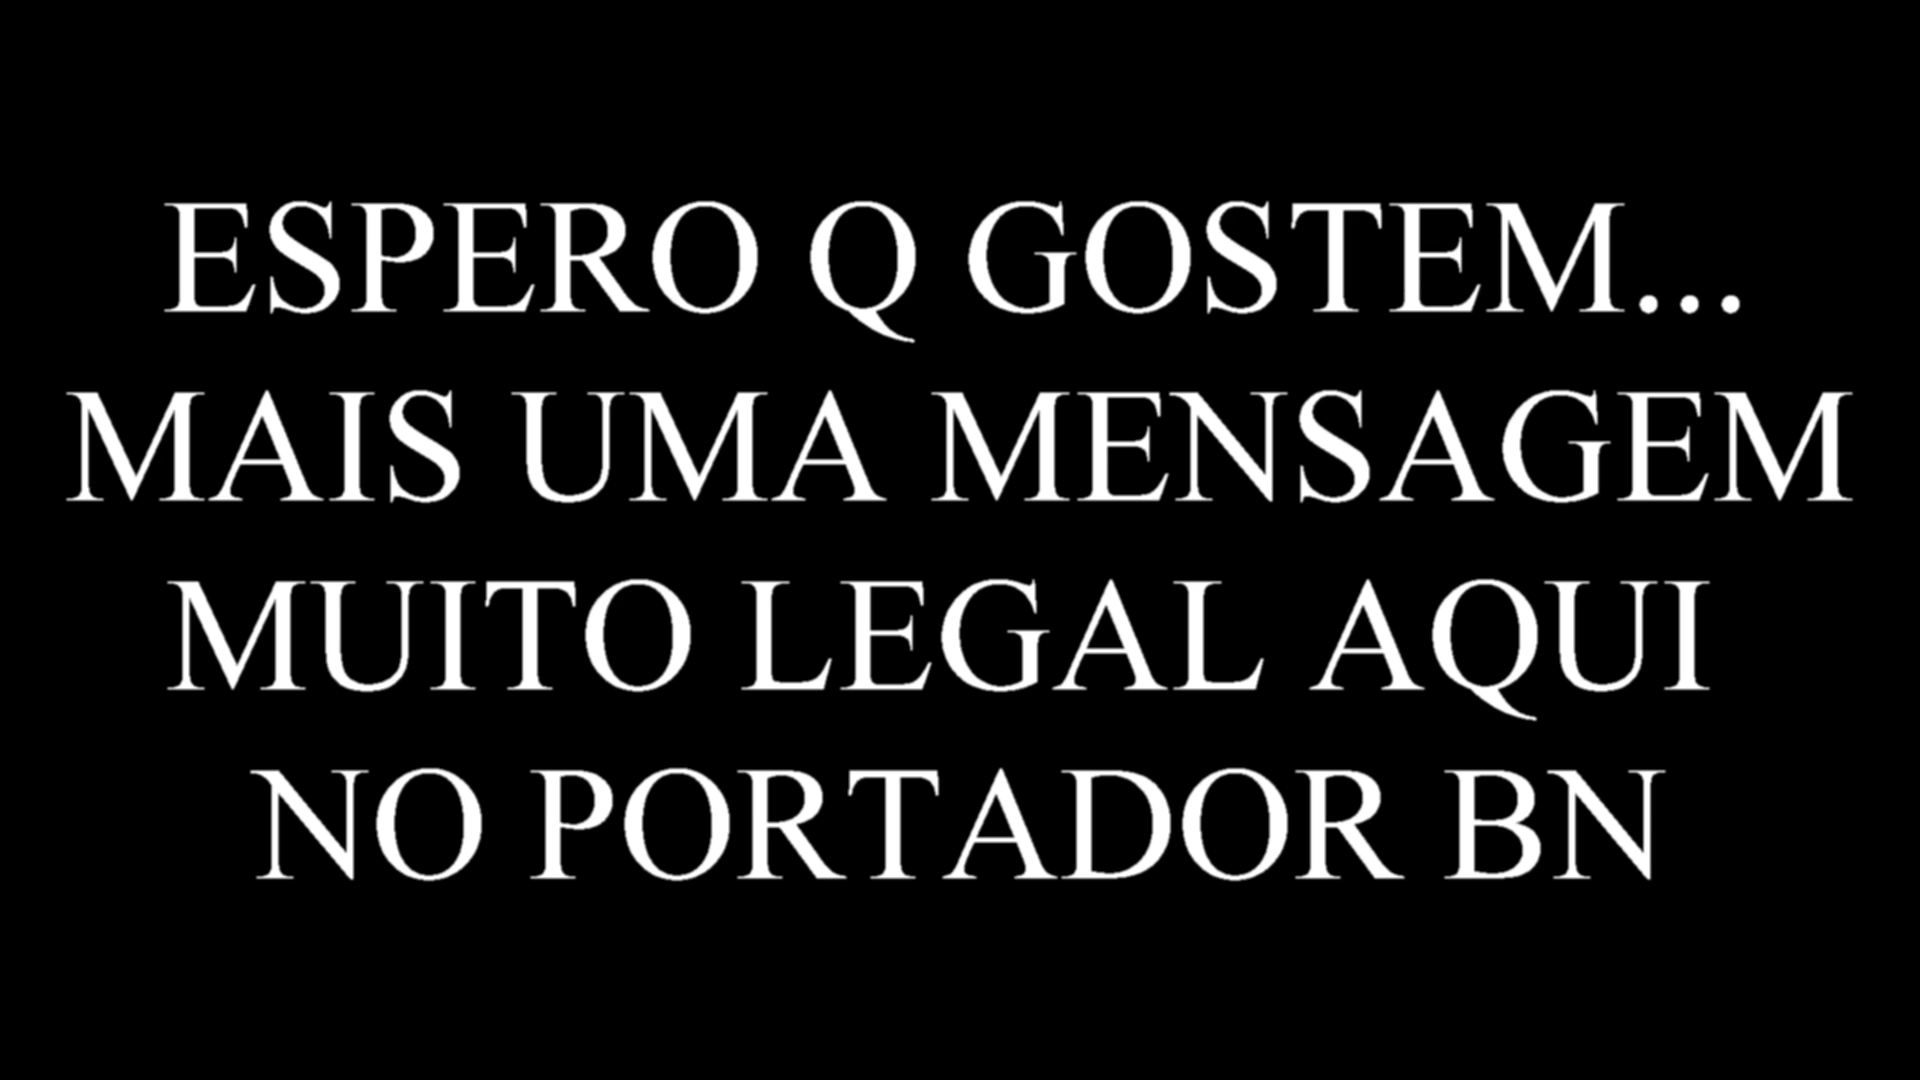 ESPERO Q GOSTEM...
MAIS UMA MENSAGEM
MUITO LEGAL AQUI
NO PORTADOR BN